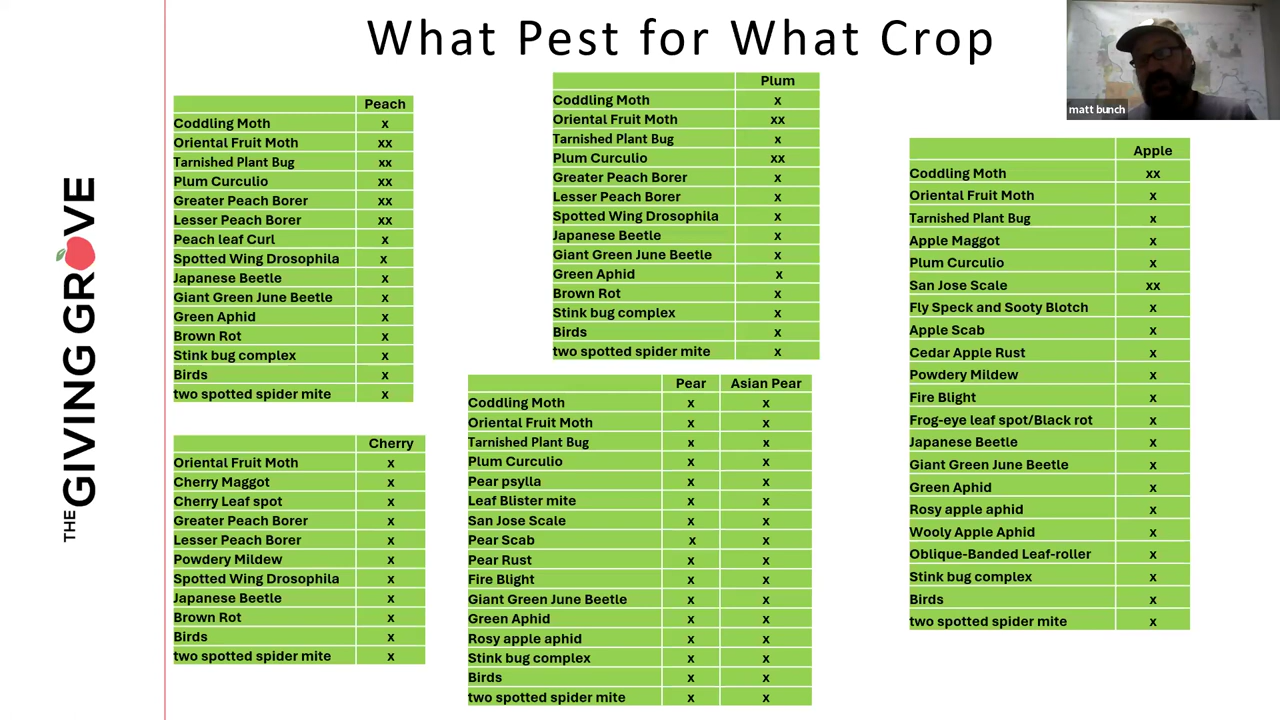 What Pest for What Crop
matt bunch
THE GIVING GROVE
Peach
Coddling Moth x
Oriental Fruit Moth xx
Tarnished Plant Bug xx
Plum Curculio xx
Greater Peach Borer xx
Lesser Peach Borer xx
Peach leaf Curl x
Spotted Wing Drosophila x
Japanese Beetle x
Giant Green June Beetle x
Green Aphid x
Brown Rot x
Stink bug complex x
Birds x
two spotted spider mite x
Cherry
Oriental Fruit Moth x
Cherry Maggot x
Cherry Leaf spot x
Greater Peach Borer x
Lesser Peach Borer x
Powdery Mildew x
Spotted Wing Drosophila x
Japanese Beetle x
Brown Rot x
Birds x
two spotted spider mite x
Plum
Coddling Moth x
Oriental Fruit Moth xx
Tarnished Plant Bug x
Plum Curculio xx
Greater Peach Borer x
Lesser Peach Borer x
Spotted Wing Drosophila x
Japanese Beetle x
Giant Green June Beetle x
Green Aphid x
Brown Rot x
Stink bug complex x
Birds x
two spotted spider mite x
Pear Asian Pear
Coddling Moth x x
Oriental Fruit Moth x x
Tarnished Plant Bug x x
Plum Curculio x x
Pear psylla x x
Leaf Blister mite x x
San Jose Scale x x
Pear Scab x x
Pear Rust x x
Fire Blight x x
Giant Green June Beetle x x
Green Aphid x x
Rosy apple aphid x x
Stink bug complex x x
Birds x x
two spotted spider mite x x
Apple
Coddling Moth xx
Oriental Fruit Moth x
Tarnished Plant Bug x
Apple Maggot x
Plum Curculio x
San Jose Scale xx
Fly Speck and Sooty Blotch x
Apple Scab x
Cedar Apple Rust x
Powdery Mildew x
Fire Blight x
Frog-eye leaf spot/Black rot x
Japanese Beetle x
Giant Green June Beetle x
Green Aphid x
Rosy apple aphid x
Wooly Apple Aphid x
Oblique-Banded Leaf-roller x
Stink bug complex x
Birds x
two spotted spider mite x